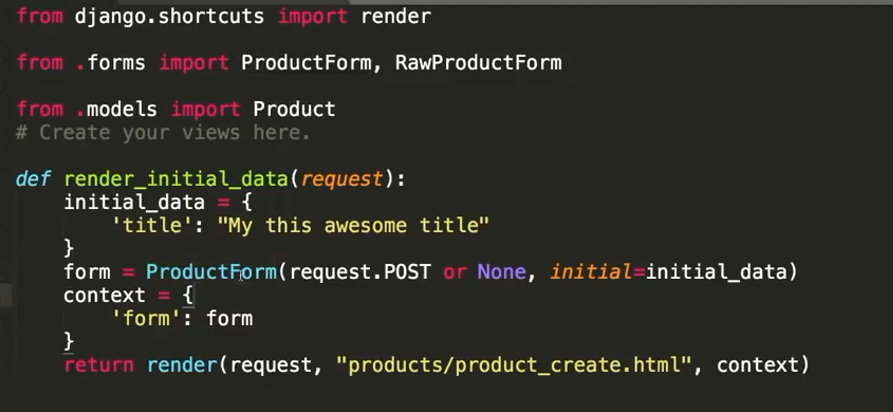 from django.shortcuts import render
from .forms import ProductForm, RawProductForm
from .models import Product
# Create your views here.
def render_initial_data(request):
initial_data = {
'title': "My this awesome title"
}
form = ProductForm(request.POST or None, initial=initial_data)
context = {
'form': form
}
return render(request, "products/product_create.html", context)